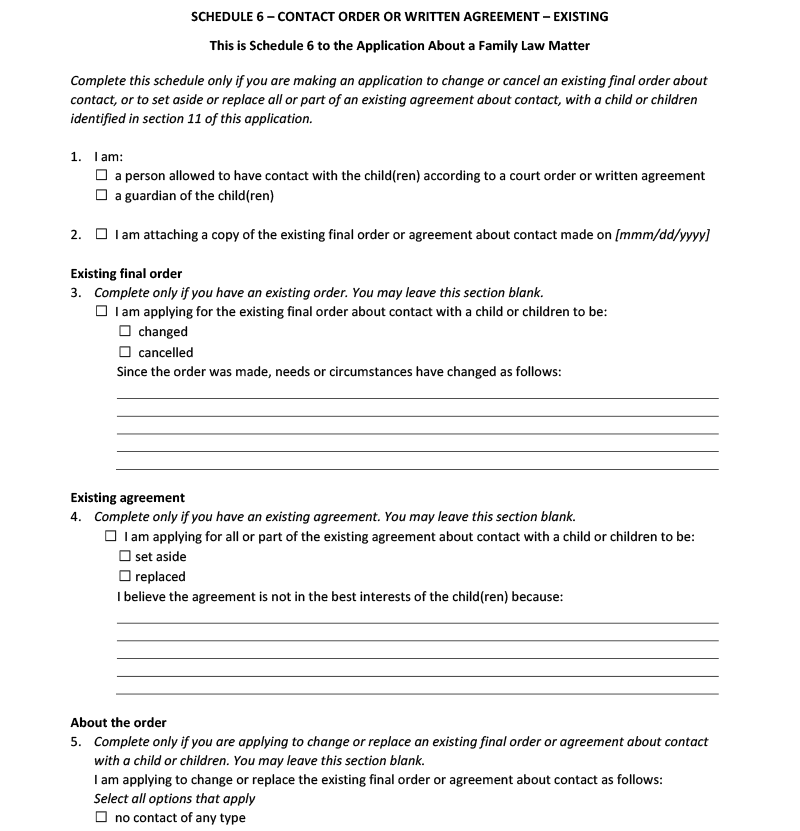 SCHEDULE 6 – CONTACT ORDER OR WRITTEN AGREEMENT – EXISTING
This is Schedule 6 to the Application About a Family Law Matter
Complete this schedule only if you are making an application to change or cancel an existing final order about
contact, or to set aside or replace all or part of an existing agreement about contact, with a child or children
identified in section 11 of this application.
1. I am:
☐ a person allowed to have contact with the child(ren) according to a court order or written agreement
☐ a guardian of the child(ren)
2. ☐ I am attaching a copy of the existing final order or agreement about contact made on [mmm/dd/yyyy]
Existing final order
3. Complete only if you have an existing order. You may leave this section blank.
☐ I am applying for the existing final order about contact with a child or children to be:
☐ changed
☐ cancelled
Since the order was made, needs or circumstances have changed as follows:
Existing agreement
4. Complete only if you have an existing agreement. You may leave this section blank.
☐ I am applying for all or part of the existing agreement about contact with a child or children to be:
☐ set aside
☐ replaced
I believe the agreement is not in the best interests of the child(ren) because:
About the order
5. Complete only if you are applying to change or replace an existing final order or agreement about contact
with a child or children. You may leave this section blank.
I am applying to change or replace the existing final order or agreement about contact as follows:
Select all options that apply
☐ no contact of any type